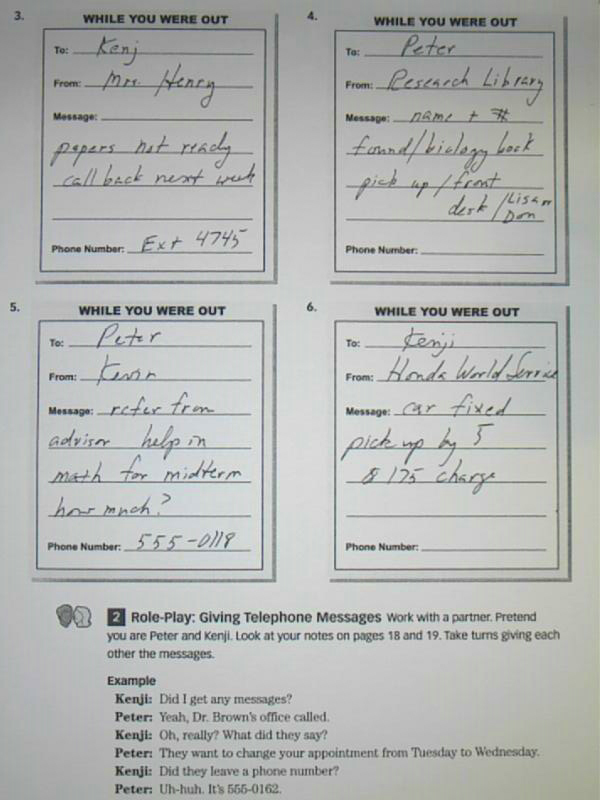 3. WHILE YOU WERE OUT
To: Kenj
From: Mrs. Henry
Message:
papers not ready
call back next week
Phone Number: Ext 4745
4. WHILE YOU WERE OUT
To: Peter
From: Research Library
Message: name + #
found/biology book
pick up/front
desk/Lisa or
Don
Phone Number:
5. WHILE YOU WERE OUT
To: Peter
From: Kevin
Message: refer from
advisor help in
math for midterm
how much?
Phone Number: 555-0118
6. WHILE YOU WERE OUT
To: Kenji
From: Honda World Service
Message: car fixed
pick up by 5
$ 175 charge
Phone Number:
2 Role-Play: Giving Telephone Messages Work with a partner. Pretend
you are Peter and Kenji. Look at your notes on pages 18 and 19. Take turns giving each
other the messages.
Example
Kenji: Did I get any messages?
Peter: Yeah, Dr. Brown's office called.
Kenji: Oh, really? What did they say?
Peter: They want to change your appointment from Tuesday to Wednesday.
Kenji: Did they leave a phone number?
Peter: Uh-huh. It's 555-0162.